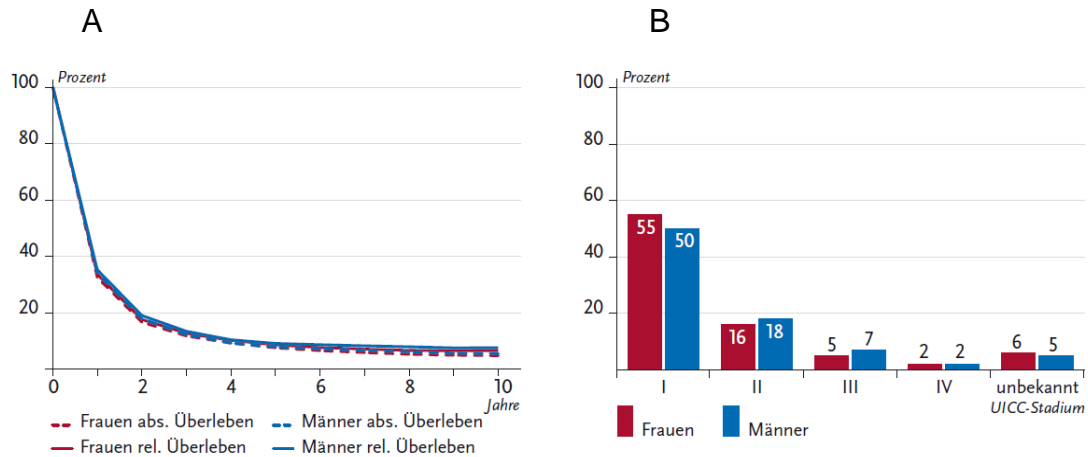 A
Prozent
100
80
60
40
20
0 2 4 6 8 10
Jahre
Frauen abs. Überleben Männer abs. Überleben
Frauen rel. Überleben Männer rel. Überleben
B
Prozent
100
80
60
40
20
55 50 16 18 5 7 2 2 6 5
I II III IV unbekannt
UICC-Stadium
Frauen Männer